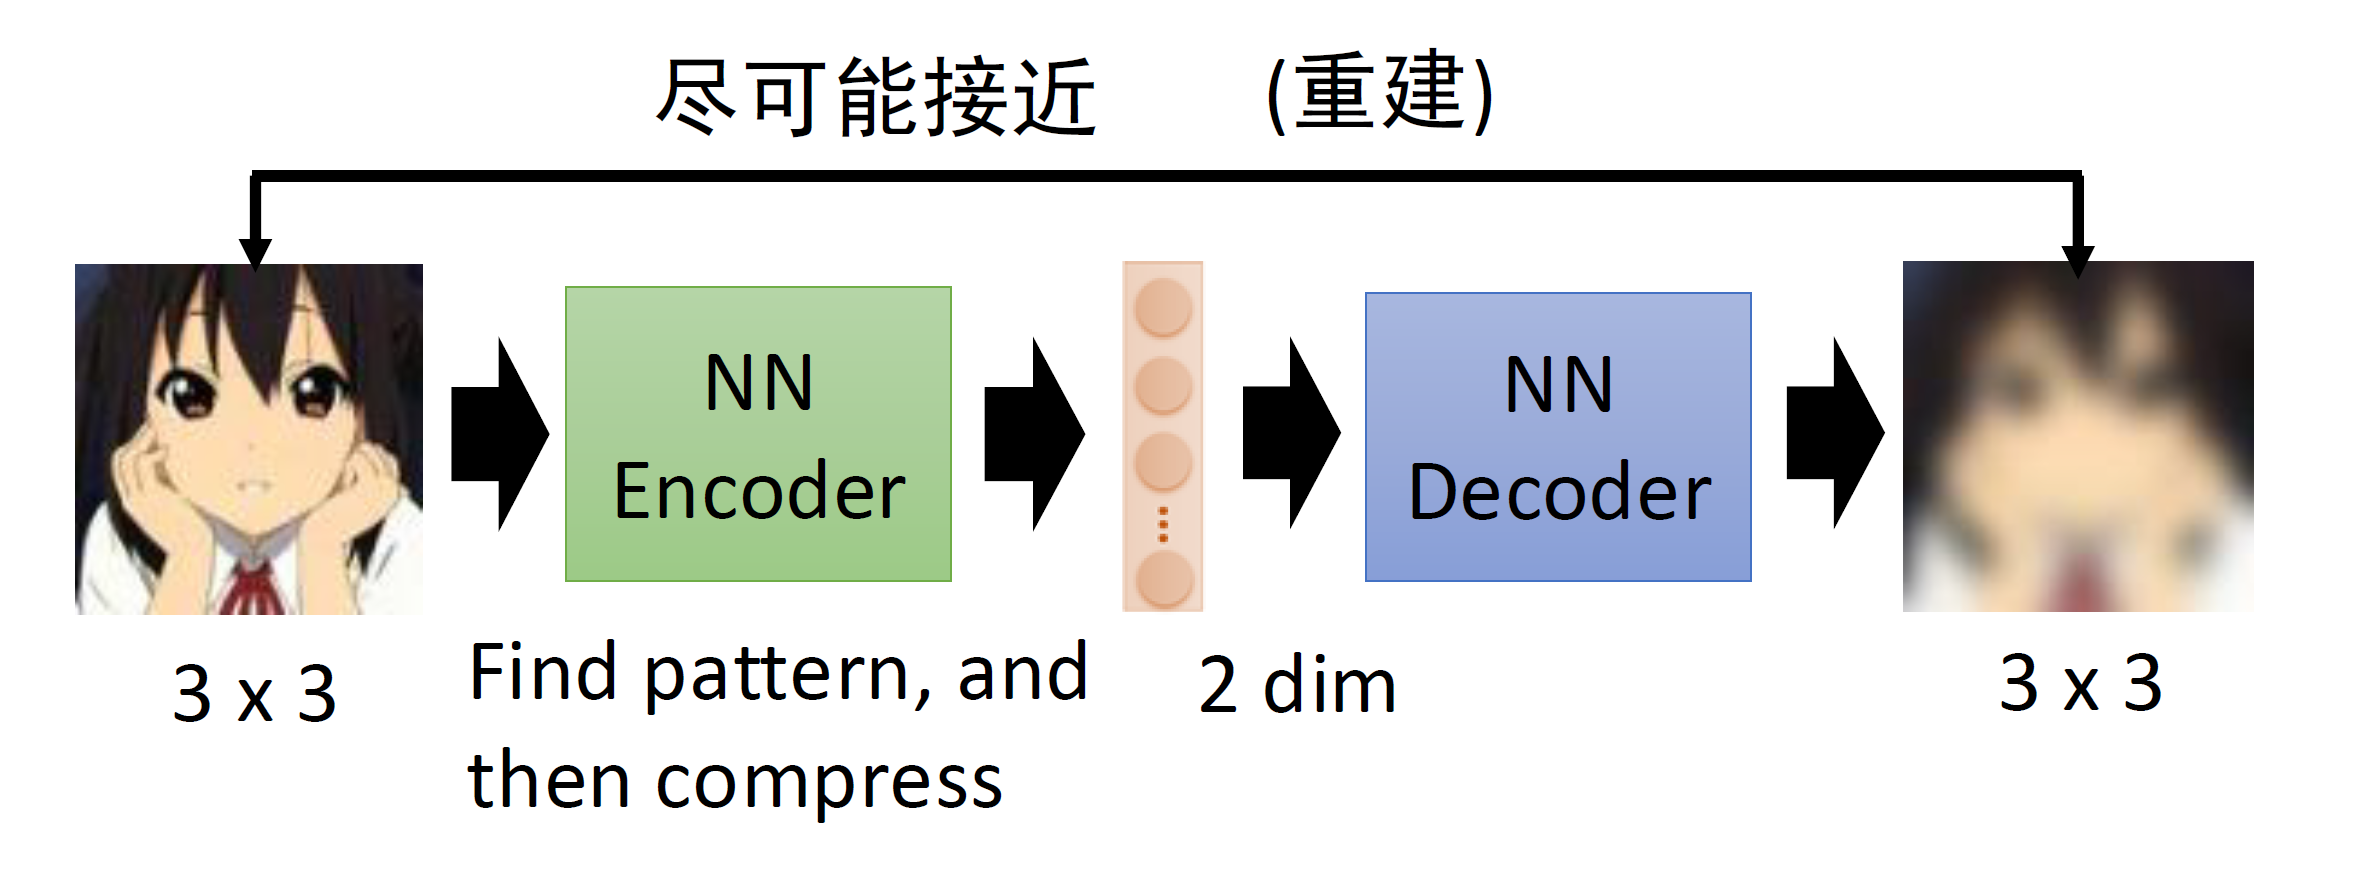 尽可能接近 (重建)
NN
Encoder
NN
Decoder
3 x 3
Find pattern, and
then compress
2 dim
3 x 3